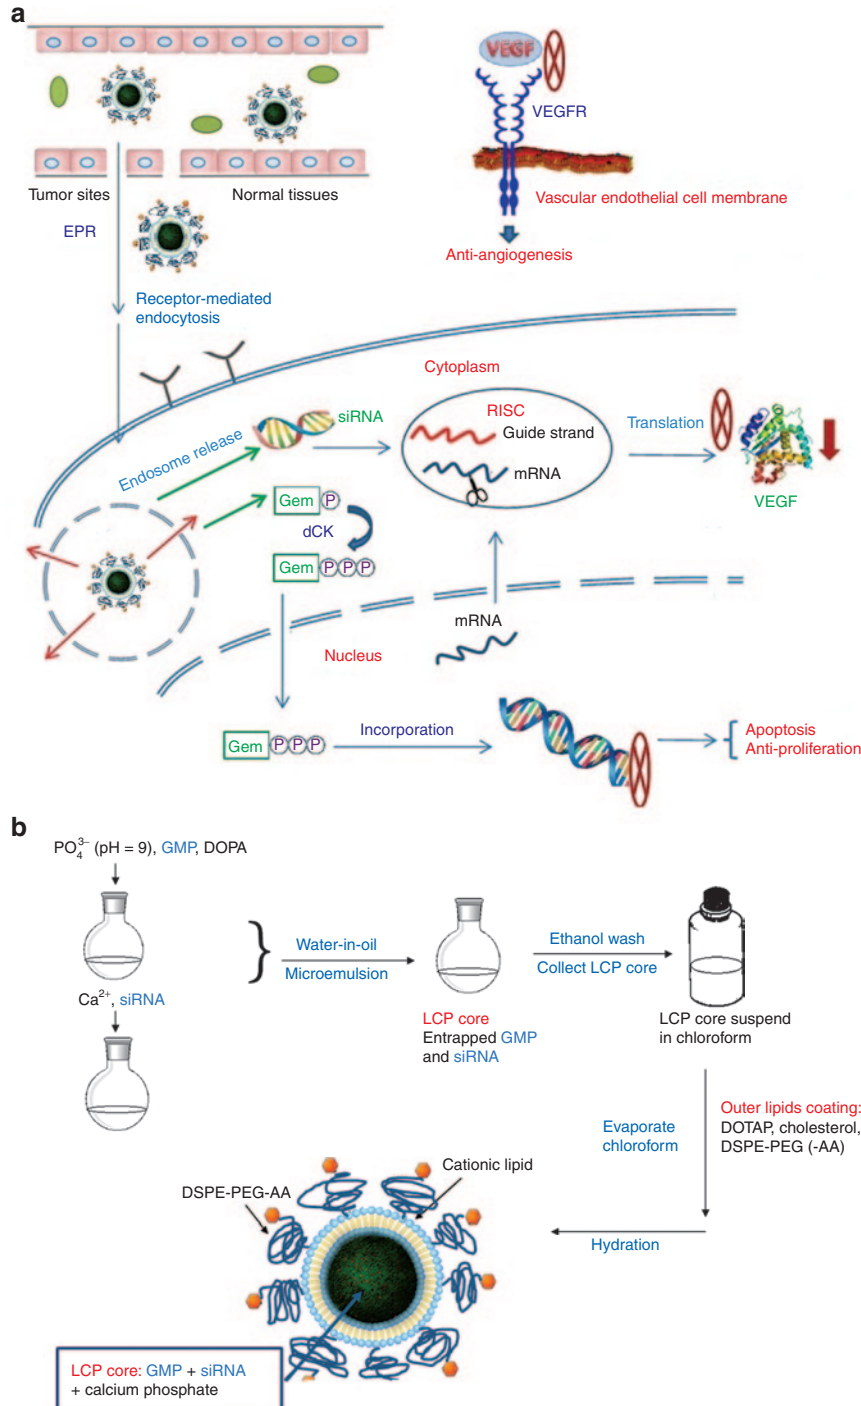 a
VEGF
VEGFR
Tumor sites
Normal tissues
Vascular endothelial cell membrane
EPR
Anti-angiogenesis
Receptor-mediated
endocytosis
Cytoplasm
siRNA
RISC
Guide strand
mRNA
Translation
VEGF
Endosome release
Gem P
dCK
Gem P P P
mRNA
Nucleus
Gem P P P
Incorporation
Apoptosis
Anti-proliferation
b
PO₄³⁻ (pH = 9), GMP, DOPA
Ca²⁺, siRNA
Water-in-oil
Microemulsion
LCP core
Entrapped GMP
and siRNA
Ethanol wash
Collect LCP core
LCP core suspend
in chloroform
Evaporate
chloroform
Outer lipids coating:
DOTAP, cholesterol,
DSPE-PEG (-AA)
Hydration
Cationic lipid
DSPE-PEG-AA
LCP core: GMP + siRNA
+ calcium phosphate